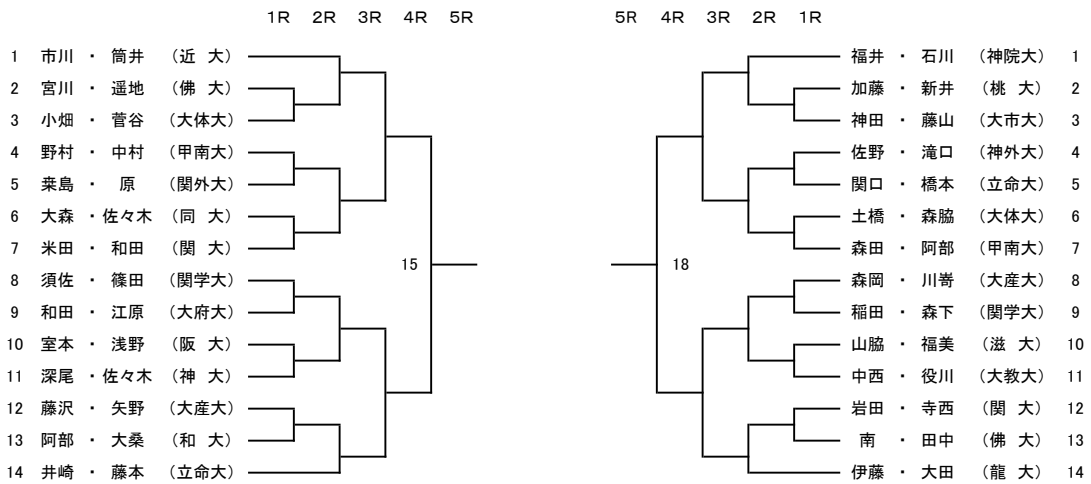 1R 2R 3R 4R 5R 5R 4R 3R 2R 1R
1 市川 ・ 筒井 (近 大) 福井 ・ 石川 (神院大) 1
2 宮川 ・ 遥地 (佛 大) 加藤 ・ 新井 (桃 大) 2
3 小畑 ・ 菅谷 (大体大) 神田 ・ 藤山 (大市大) 3
4 野村 ・ 中村 (甲南大) 佐野 ・ 滝口 (神外大) 4
5 桒島 ・ 原 (関外大) 関口 ・ 橋本 (立命大) 5
6 大森 ・ 佐々木 (同 大) 土橋 ・ 森脇 (大体大) 6
7 米田 ・ 和田 (関 大) 森田 ・ 阿部 (甲南大) 7
15 18
8 須佐 ・ 篠田 (関学大) 森岡 ・ 川嵜 (大産大) 8
9 和田 ・ 江原 (大府大) 稲田 ・ 森下 (関学大) 9
10 室本 ・ 浅野 (阪 大) 山脇 ・ 福美 (滋 大) 10
11 深尾 ・ 佐々木 (神 大) 中西 ・ 役川 (大教大) 11
12 藤沢 ・ 矢野 (大産大) 岩田 ・ 寺西 (関 大) 12
13 阿部 ・ 大桑 (和 大) 南 ・ 田中 (佛 大) 13
14 井崎 ・ 藤本 (立命大) 伊藤 ・ 大田 (龍 大) 14